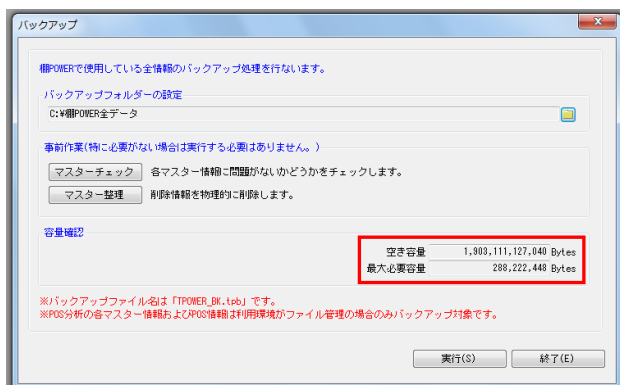 バックアップ
棚POWERで使用している全情報のバックアップ処理を行ないます。
バックアップフォルダーの設定
C:¥棚POWER全データ
事前作業(特に必要がない場合は実行する必要はありません。)
マスターチェック 各マスター情報に問題がないかどうかをチェックします。
マスター整理 削除情報を物理的に削除します。
容量確認
空き容量 1,903,111,127,040 Bytes
最大必要容量 288,222,448 Bytes
※バックアップファイル名は「TPOWER_BK.tpb」です。
※POS分析の各マスター情報およびPOS情報は利用環境がファイル管理の場合のみバックアップ対象です。
実行(S) 終了(E)